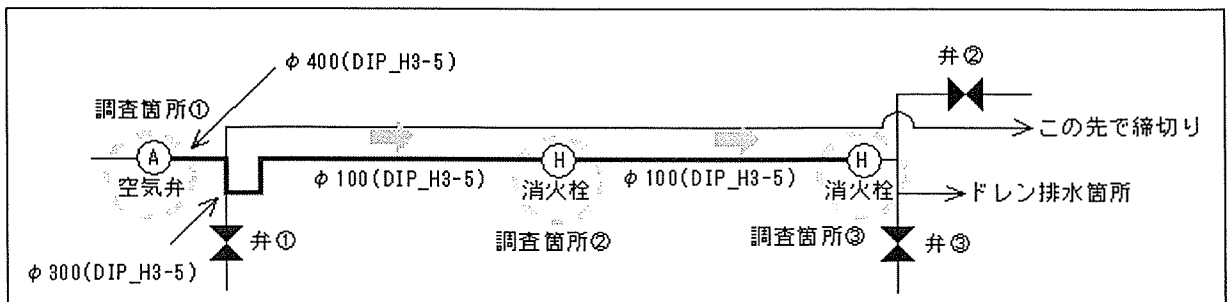 φ400(DIP_H3-5)
弁②
調査箇所①
A
この先で締切り
空気弁
φ100(DIP_H3-5)
H
消火栓
φ100(DIP_H3-5)
H
消火栓
ドレン排水箇所
弁①
調査箇所②
調査箇所③
弁③
φ300(DIP_H3-5)